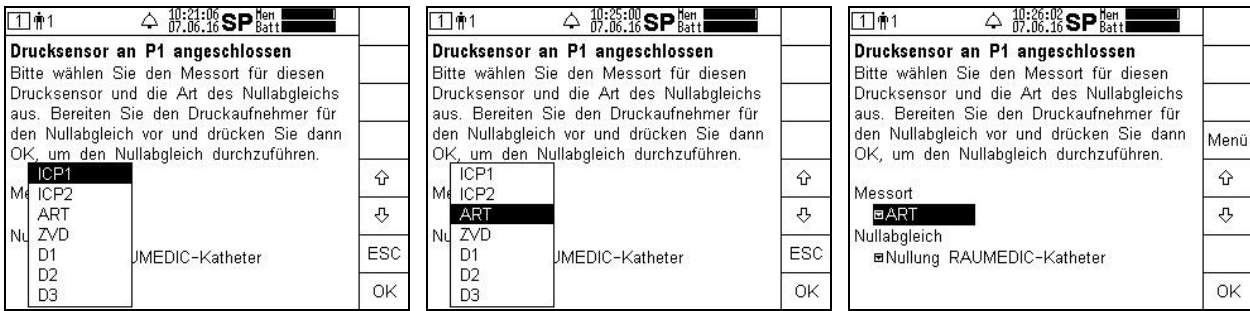 1 1 10:21:06 SP Mem
07.06.16 Batt
Drucksensor an P1 angeschlossen
Bitte wählen Sie den Messort für diesen
Drucksensor und die Art des Nullabgleichs
aus. Bereiten Sie den Druckaufnehmer für
den Nullabgleich vor und drücken Sie dann
OK, um den Nullabgleich durchzuführen.
ICP1
Me ICP2
ART
Nu ZVD
D1 UMEDIC-Katheter
D2
D3
ESC
OK
1 1 10:25:00 SP Mem
07.06.16 Batt
Drucksensor an P1 angeschlossen
Bitte wählen Sie den Messort für diesen
Drucksensor und die Art des Nullabgleichs
aus. Bereiten Sie den Druckaufnehmer für
den Nullabgleich vor und drücken Sie dann
OK, um den Nullabgleich durchzuführen.
ICP1
Me ICP2
ART
Nu ZVD
D1 UMEDIC-Katheter
D2
D3
ESC
OK
1 1 10:26:02 SP Mem
07.06.16 Batt
Drucksensor an P1 angeschlossen
Bitte wählen Sie den Messort für diesen
Drucksensor und die Art des Nullabgleichs
aus. Bereiten Sie den Druckaufnehmer für
den Nullabgleich vor und drücken Sie dann
OK, um den Nullabgleich durchzuführen.
Messort
ART
Nullabgleich
Nullung RAUMEDIC-Katheter
Menü
OK